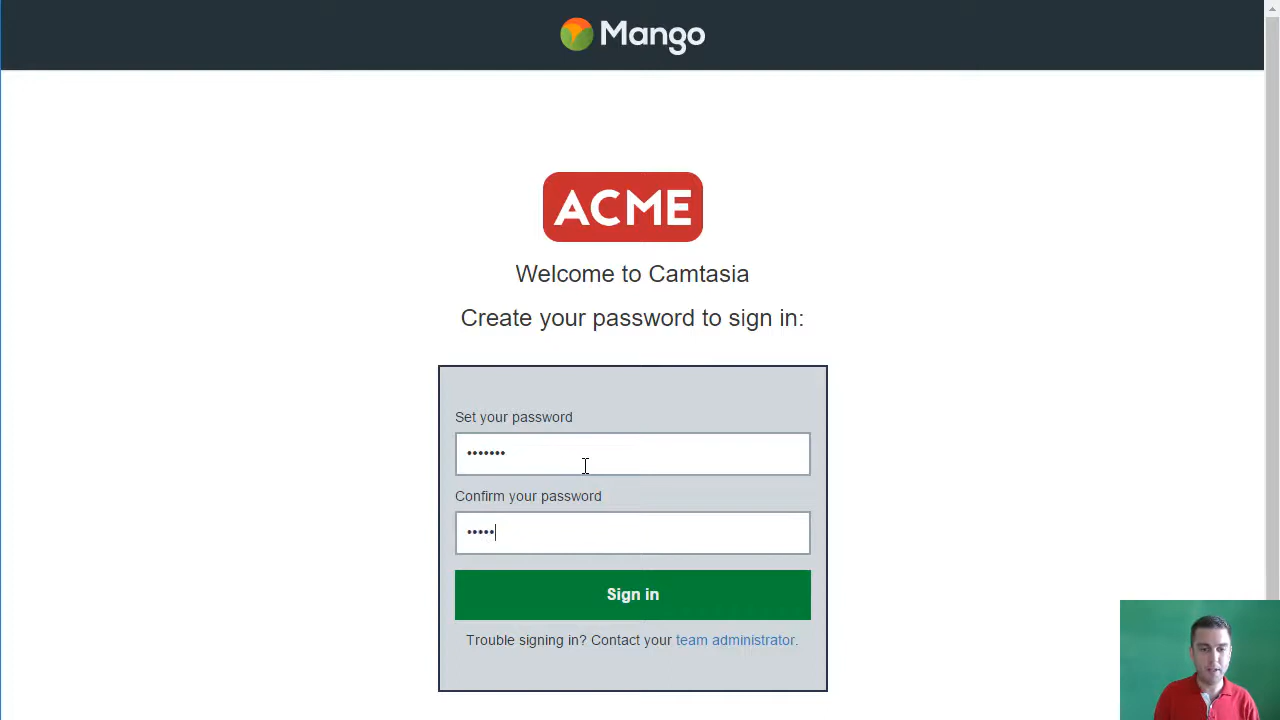 Mango
ACME
Welcome to Camtasia
Create your password to sign in:
Set your password
•••••••
Confirm your password
•••••
Sign in
Trouble signing in? Contact your team administrator.